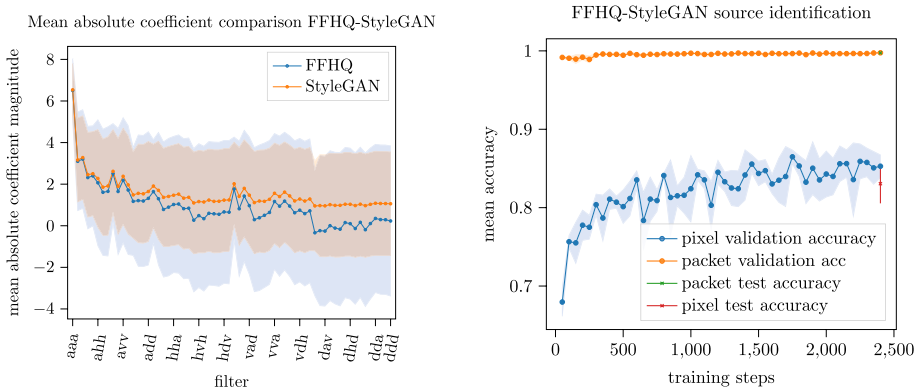 Mean absolute coefficient comparison FFHQ-StyleGAN
mean absolute coefficient magnitude
8
6
4
2
0
−2
−4
FFHQ
StyleGAN
aaa
ahh
avv
add
hha
hvh
hdv
vad
vva
vdh
dav
dhd
dda
ddd
filter
FFHQ-StyleGAN source identification
mean accuracy
1
0.9
0.8
0.7
pixel validation accuracy
packet validation acc
packet test accuracy
pixel test accuracy
0
500
1,000
1,500
2,000
2,500
training steps